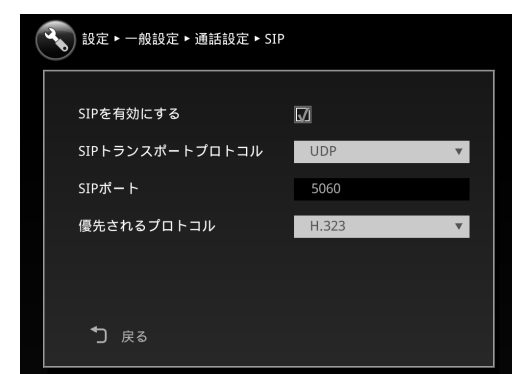 設定 ▸ 一般設定 ▸ 通話設定 ▸ SIP
SIPを有効にする
SIPトランスポートプロトコル UDP
SIPポート 5060
優先されるプロトコル H.323
戻る